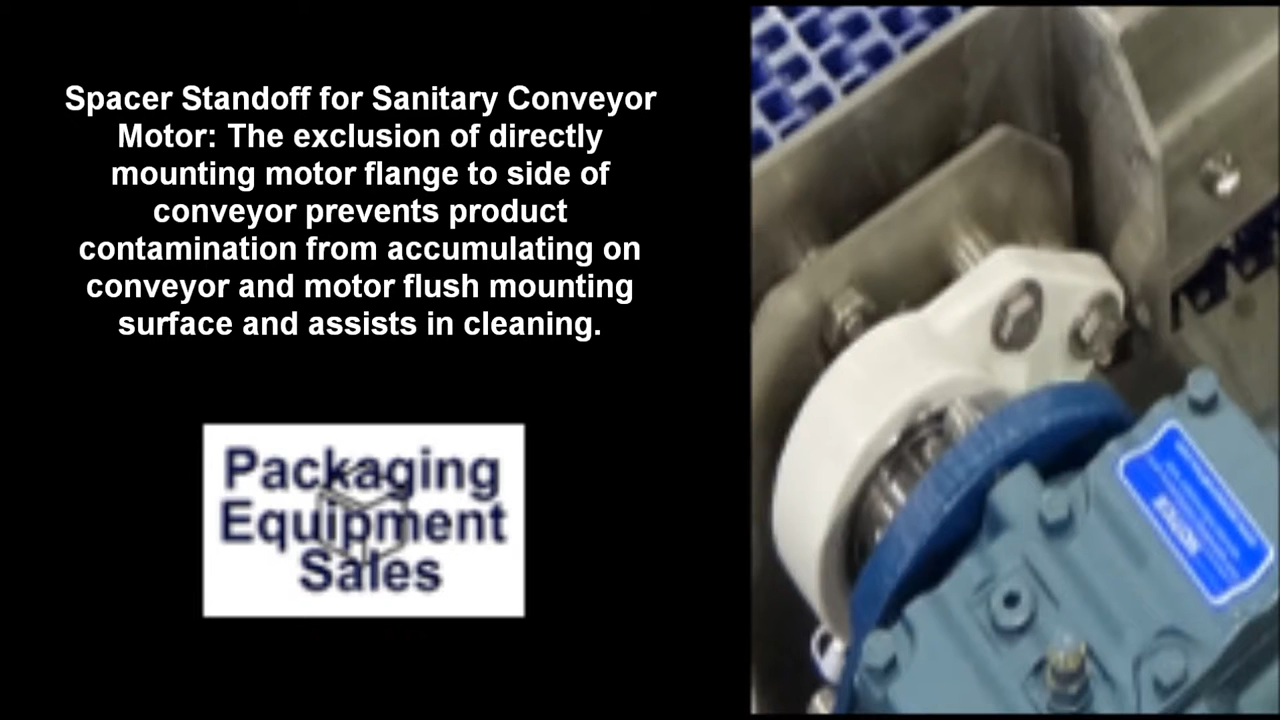 Spacer Standoff for Sanitary Conveyor
Motor: The exclusion of directly
mounting motor flange to side of
conveyor prevents product
contamination from accumulating on
conveyor and motor flush mounting
surface and assists in cleaning.
Packaging
Equipment
Sales